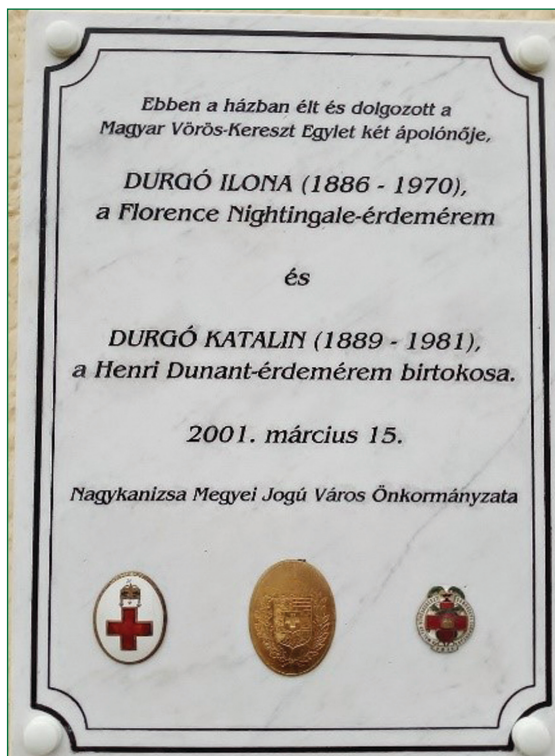 Ebben a házban élt és dolgozott a
Magyar Vörös-Kereszt Egylet két ápolónője,
DURGÓ ILONA (1886 - 1970),
a Florence Nightingale-érdemérem
és
DURGÓ KATALIN (1889 - 1981),
a Henri Dunant-érdemérem birtokosa.
2001. március 15.
Nagykanizsa Megyei Jogú Város Önkormányzata